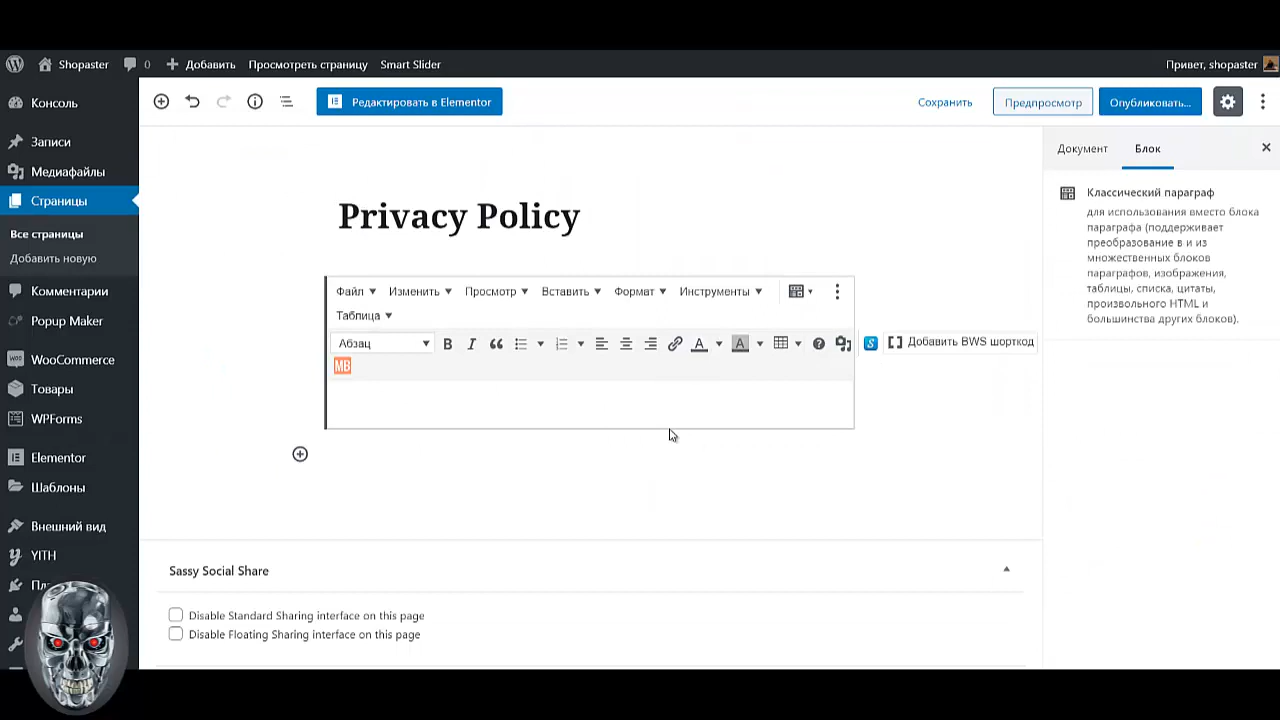 Shopaster
0
Добавить
Просмотреть страницу
Smart Slider
Привет, shopaster
Консоль
Записи
Медиафайлы
Страницы
Все страницы
Добавить новую
Комментарии
Popup Maker
WooCommerce
Товары
WPForms
Elementor
Шаблоны
Внешний вид
YITH
Редактировать в Elementor
Сохранить
Предпросмотр
Опубликовать...
Privacy Policy
Файл
Изменить
Просмотр
Вставить
Формат
Инструменты
Таблица
Абзац
B
I
A
A
S
Добавить BWS шорткод
MB
Sassy Social Share
Disable Standard Sharing interface on this page
Disable Floating Sharing interface on this page
Документ
Блок
Классический параграф
для использования вместо блока
параграфа (поддерживает
преобразование в и из
множественных блоков
параграфов, изображения,
таблицы, списка, цитаты,
произвольного HTML и
большинства других блоков).